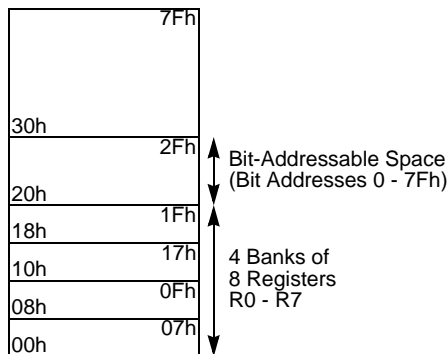 7Fh
30h
2Fh
Bit-Addressable Space
(Bit Addresses 0 - 7Fh)
20h
1Fh
18h
17h
4 Banks of
8 Registers
R0 - R7
10h
0Fh
08h
07h
00h